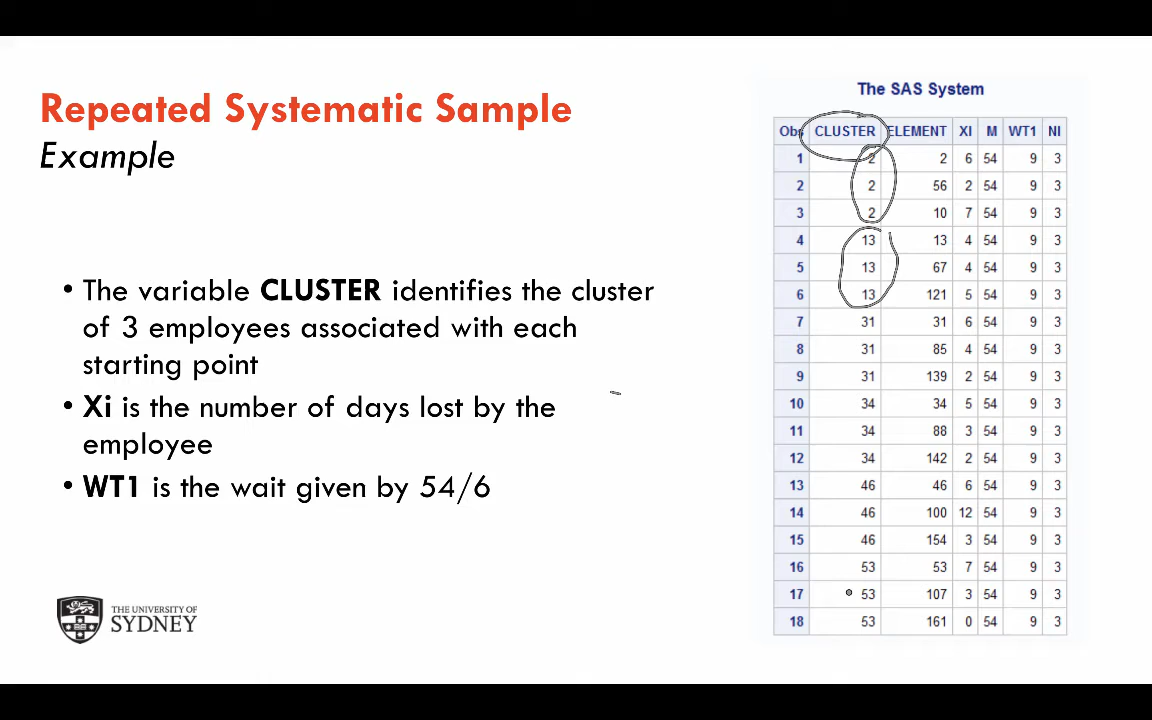 Repeated Systematic Sample
Example
• The variable CLUSTER identifies the cluster
of 3 employees associated with each
starting point
• Xi is the number of days lost by the
employee
• WT1 is the wait given by 54/6
THE UNIVERSITY OF
SYDNEY
The SAS System
Obs CLUSTER ELEMENT XI M WT1 NI
1 2 2 6 54 9 3
2 2 56 2 54 9 3
3 2 10 7 54 9 3
4 13 13 4 54 9 3
5 13 67 4 54 9 3
6 13 121 5 54 9 3
7 31 31 6 54 9 3
8 31 85 4 54 9 3
9 31 139 2 54 9 3
10 34 34 5 54 9 3
11 34 88 3 54 9 3
12 34 142 2 54 9 3
13 46 46 6 54 9 3
14 46 100 12 54 9 3
15 46 154 3 54 9 3
16 53 53 7 54 9 3
17 53 107 3 54 9 3
18 53 161 0 54 9 3